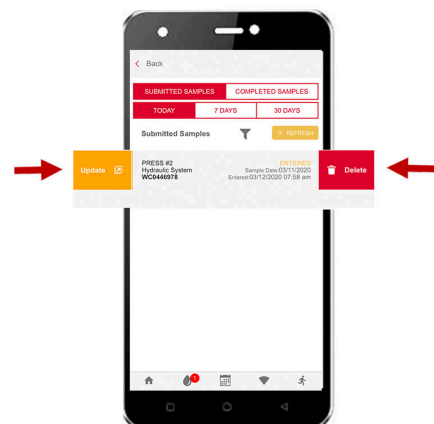 Back
SUBMITTED SAMPLES COMPLETED SAMPLES
TODAY 7 DAYS 30 DAYS
Submitted Samples REFRESH
Update PRESS #2 ENTERED Delete
Hydraulic System Sample Date:03/11/2020
WC0446978 Entered:03/12/2020 07:58 am
1